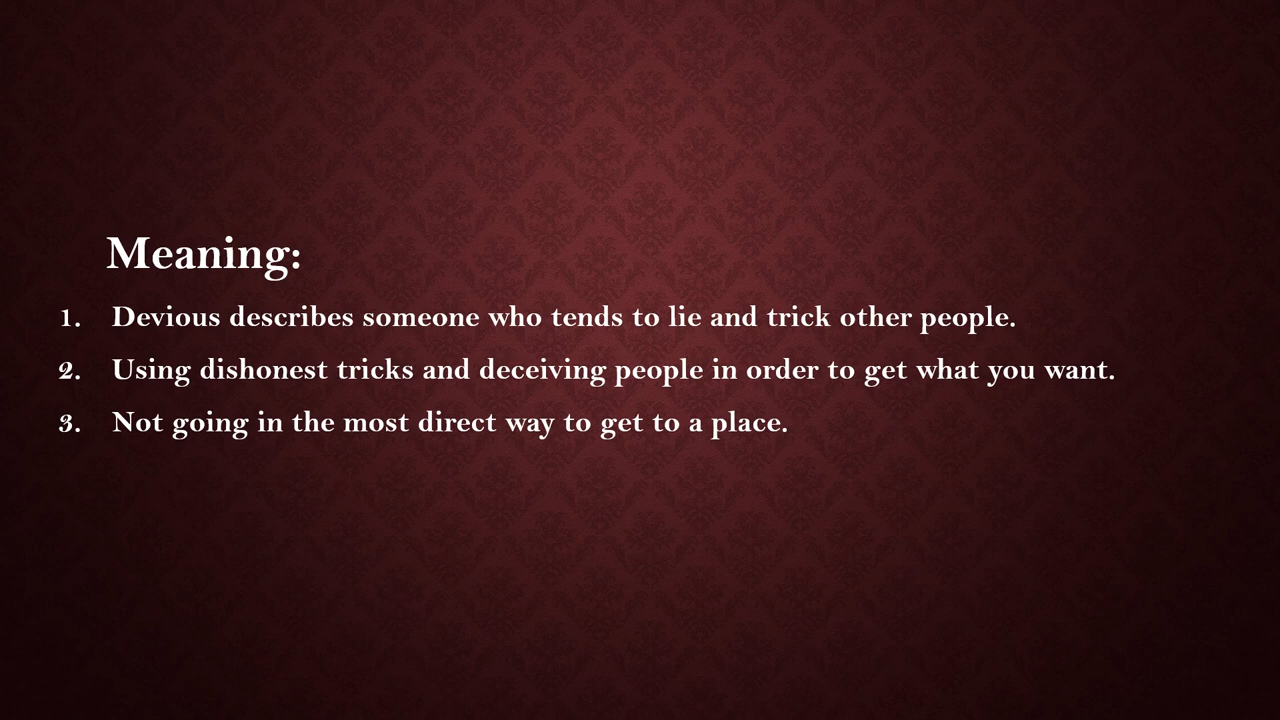 Meaning:
1. Devious describes someone who tends to lie and trick other people.
2. Using dishonest tricks and deceiving people in order to get what you want.
3. Not going in the most direct way to get to a place.